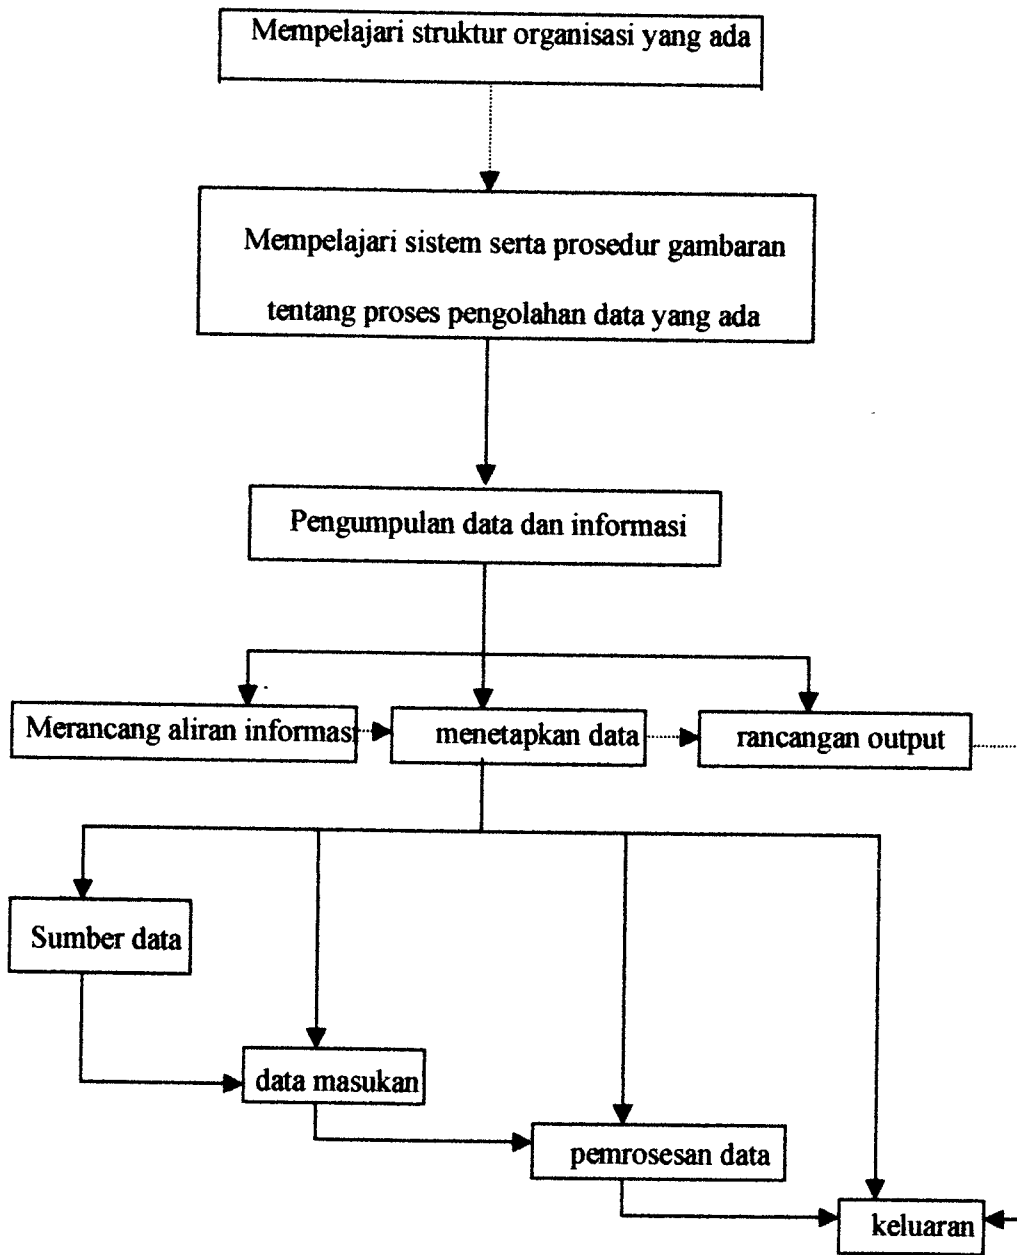 Mempelajari struktur organisasi yang ada
Mempelajari sistem serta prosedur gambaran
tentang proses pengolahan data yang ada
Pengumpulan data dan informasi
Merancang aliran informasi
menetapkan data
rancangan output
Sumber data
data masukan
pemrosesan data
keluaran